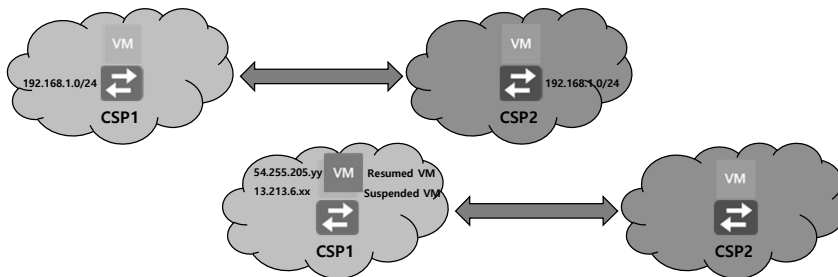 VM
192.168.1.0/24
CSP1
VM
192.168.1.0/24
CSP2
54.255.205.yy
VM
Resumed VM
13.213.6.xx
Suspended VM
CSP1
VM
CSP2